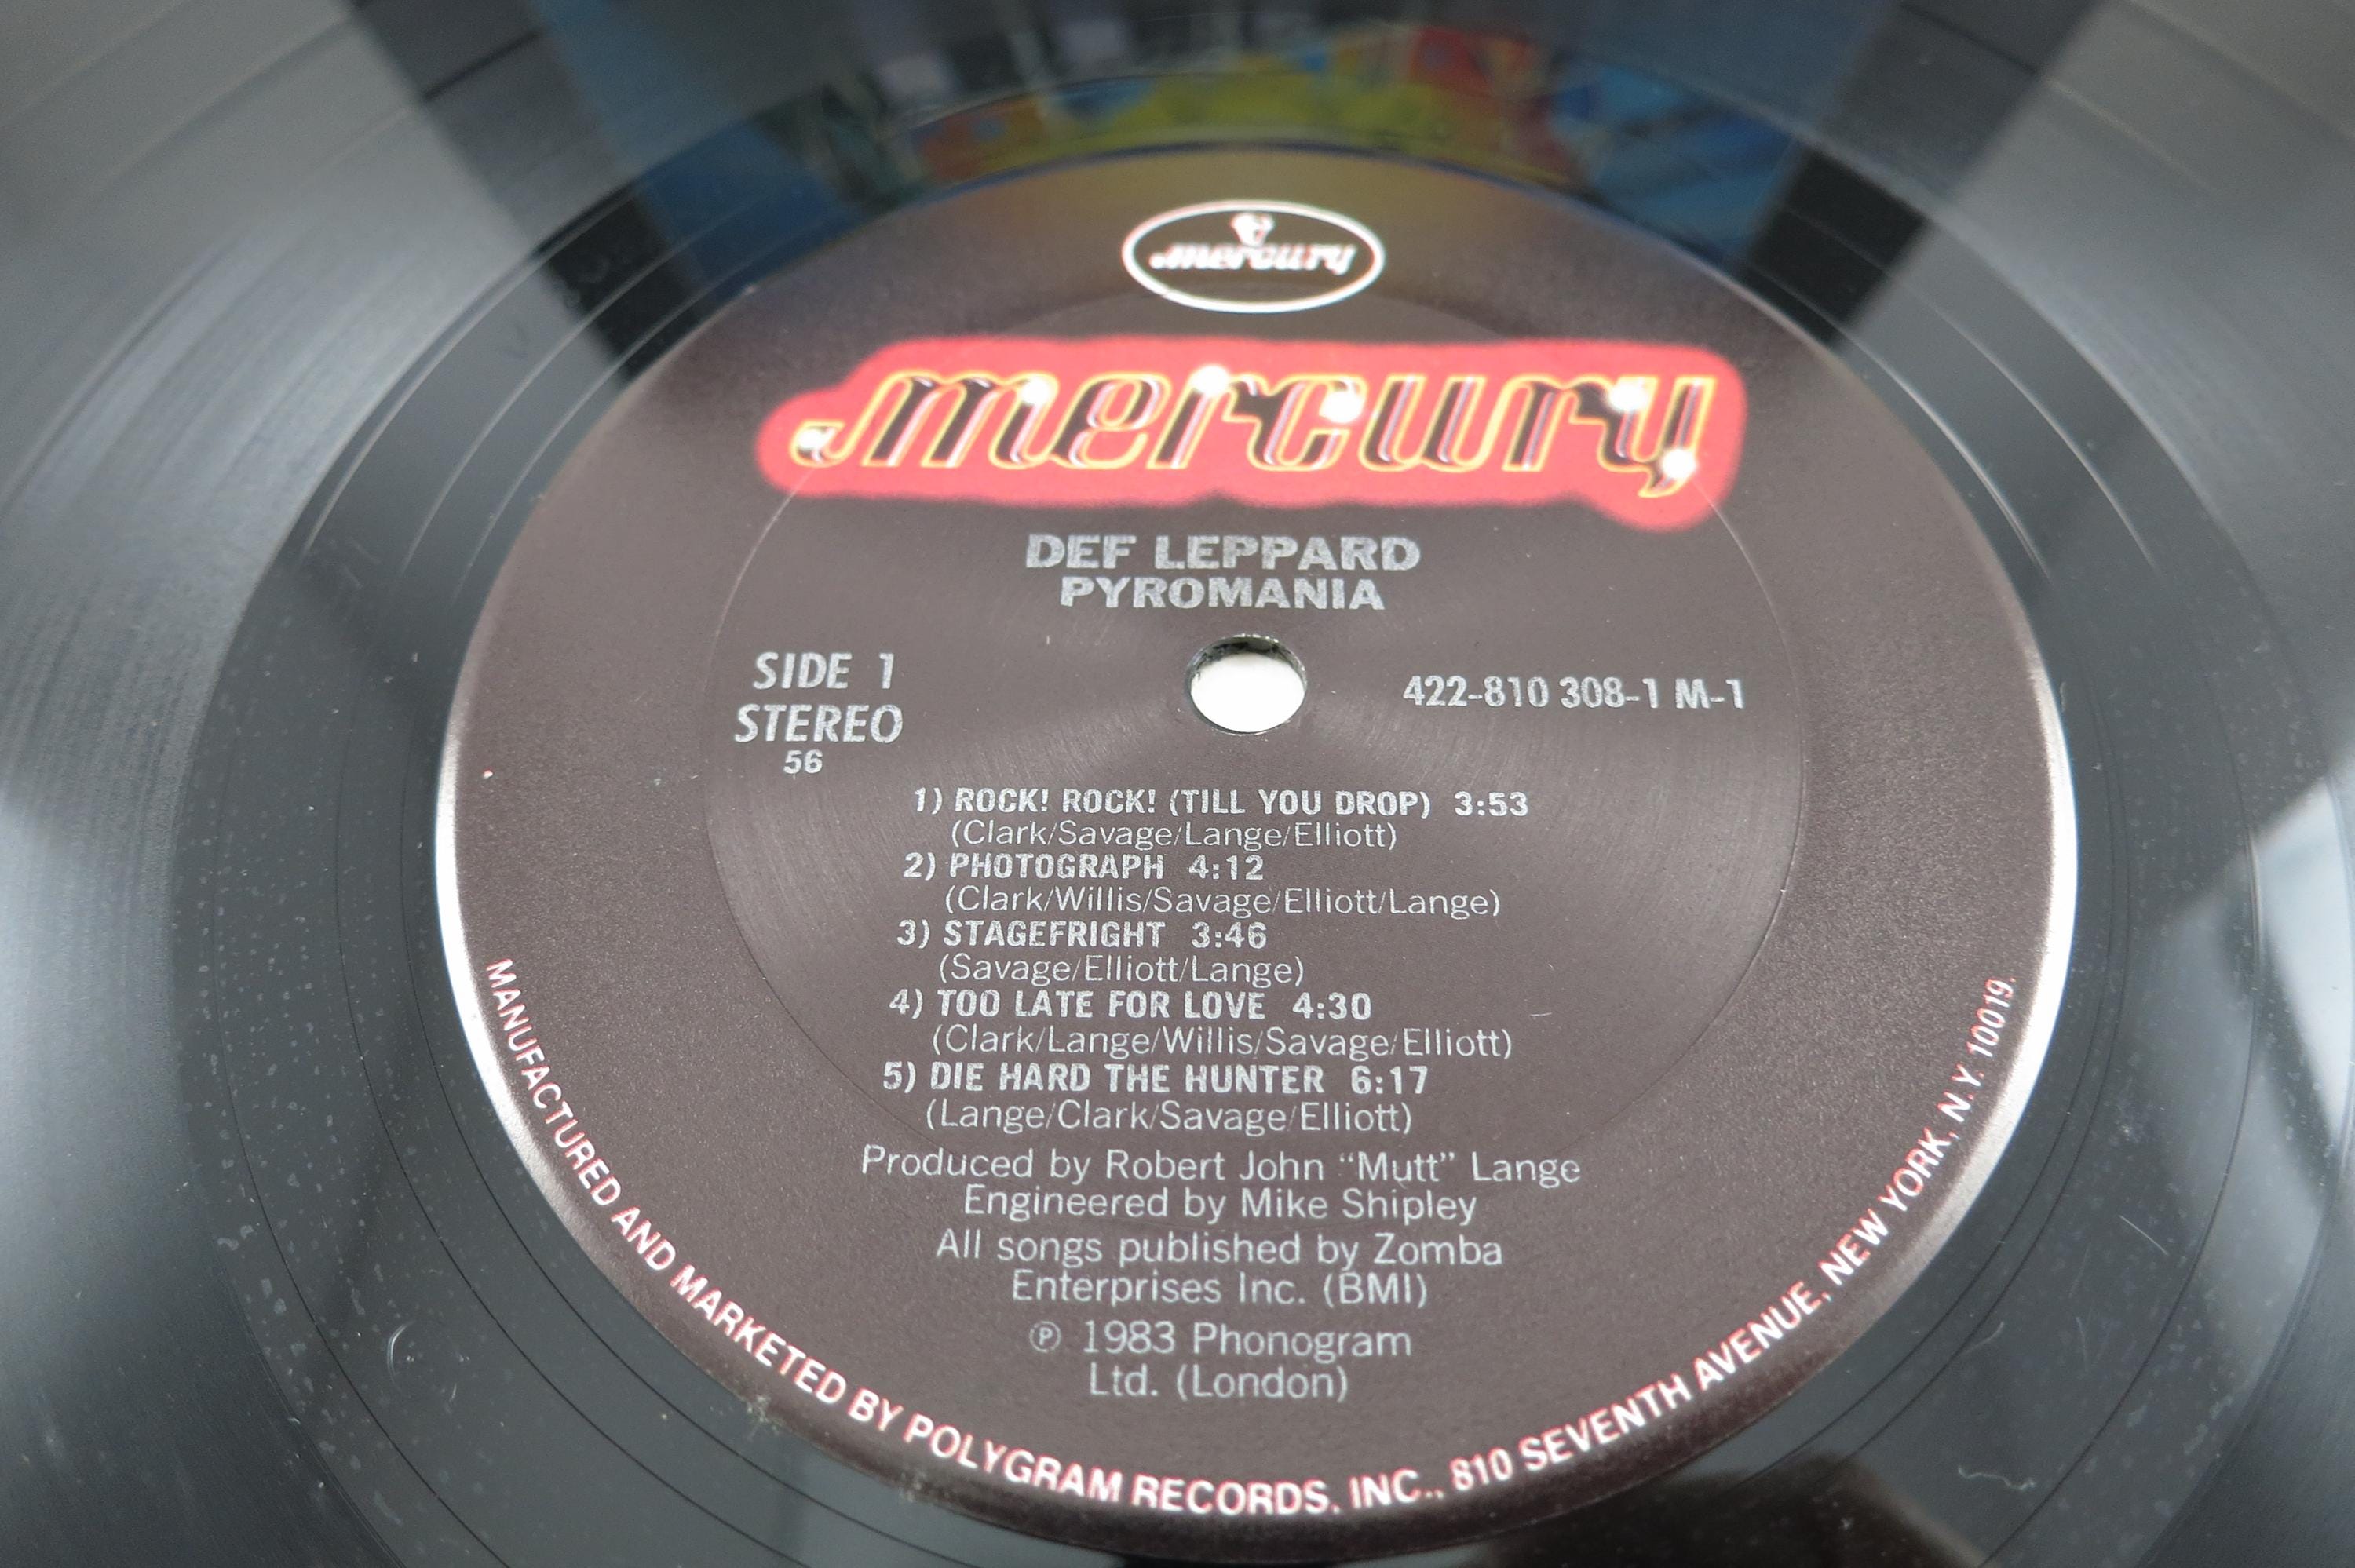 mercury
mercury
DEF LEPPARD
PYROMANIA
SIDE 1
STEREO
56
422-810 308-1 M-1
1) ROCK! ROCK! (TILL YOU DROP) 3:53
(Clark/Savage/Lange/Elliott)
2) PHOTOGRAPH 4:12
(Clark/Willis/Savage/Elliott/Lange)
3) STAGEFRIGHT 3:46
(Savage/Elliott/Lange)
4) TOO LATE FOR LOVE 4:30
(Clark/Lange/Willis/Savage/Elliott)
5) DIE HARD THE HUNTER 6:17
(Lange/Clark/Savage/Elliott)
Produced by Robert John “Mutt” Lange
Engineered by Mike Shipley
All songs published by Zomba
Enterprises Inc. (BMI)
℗ 1983 Phonogram
Ltd. (London)
MANUFACTURED AND MARKETED BY POLYGRAM RECORDS, INC., 810 SEVENTH AVENUE, NEW YORK, N.Y. 10019.